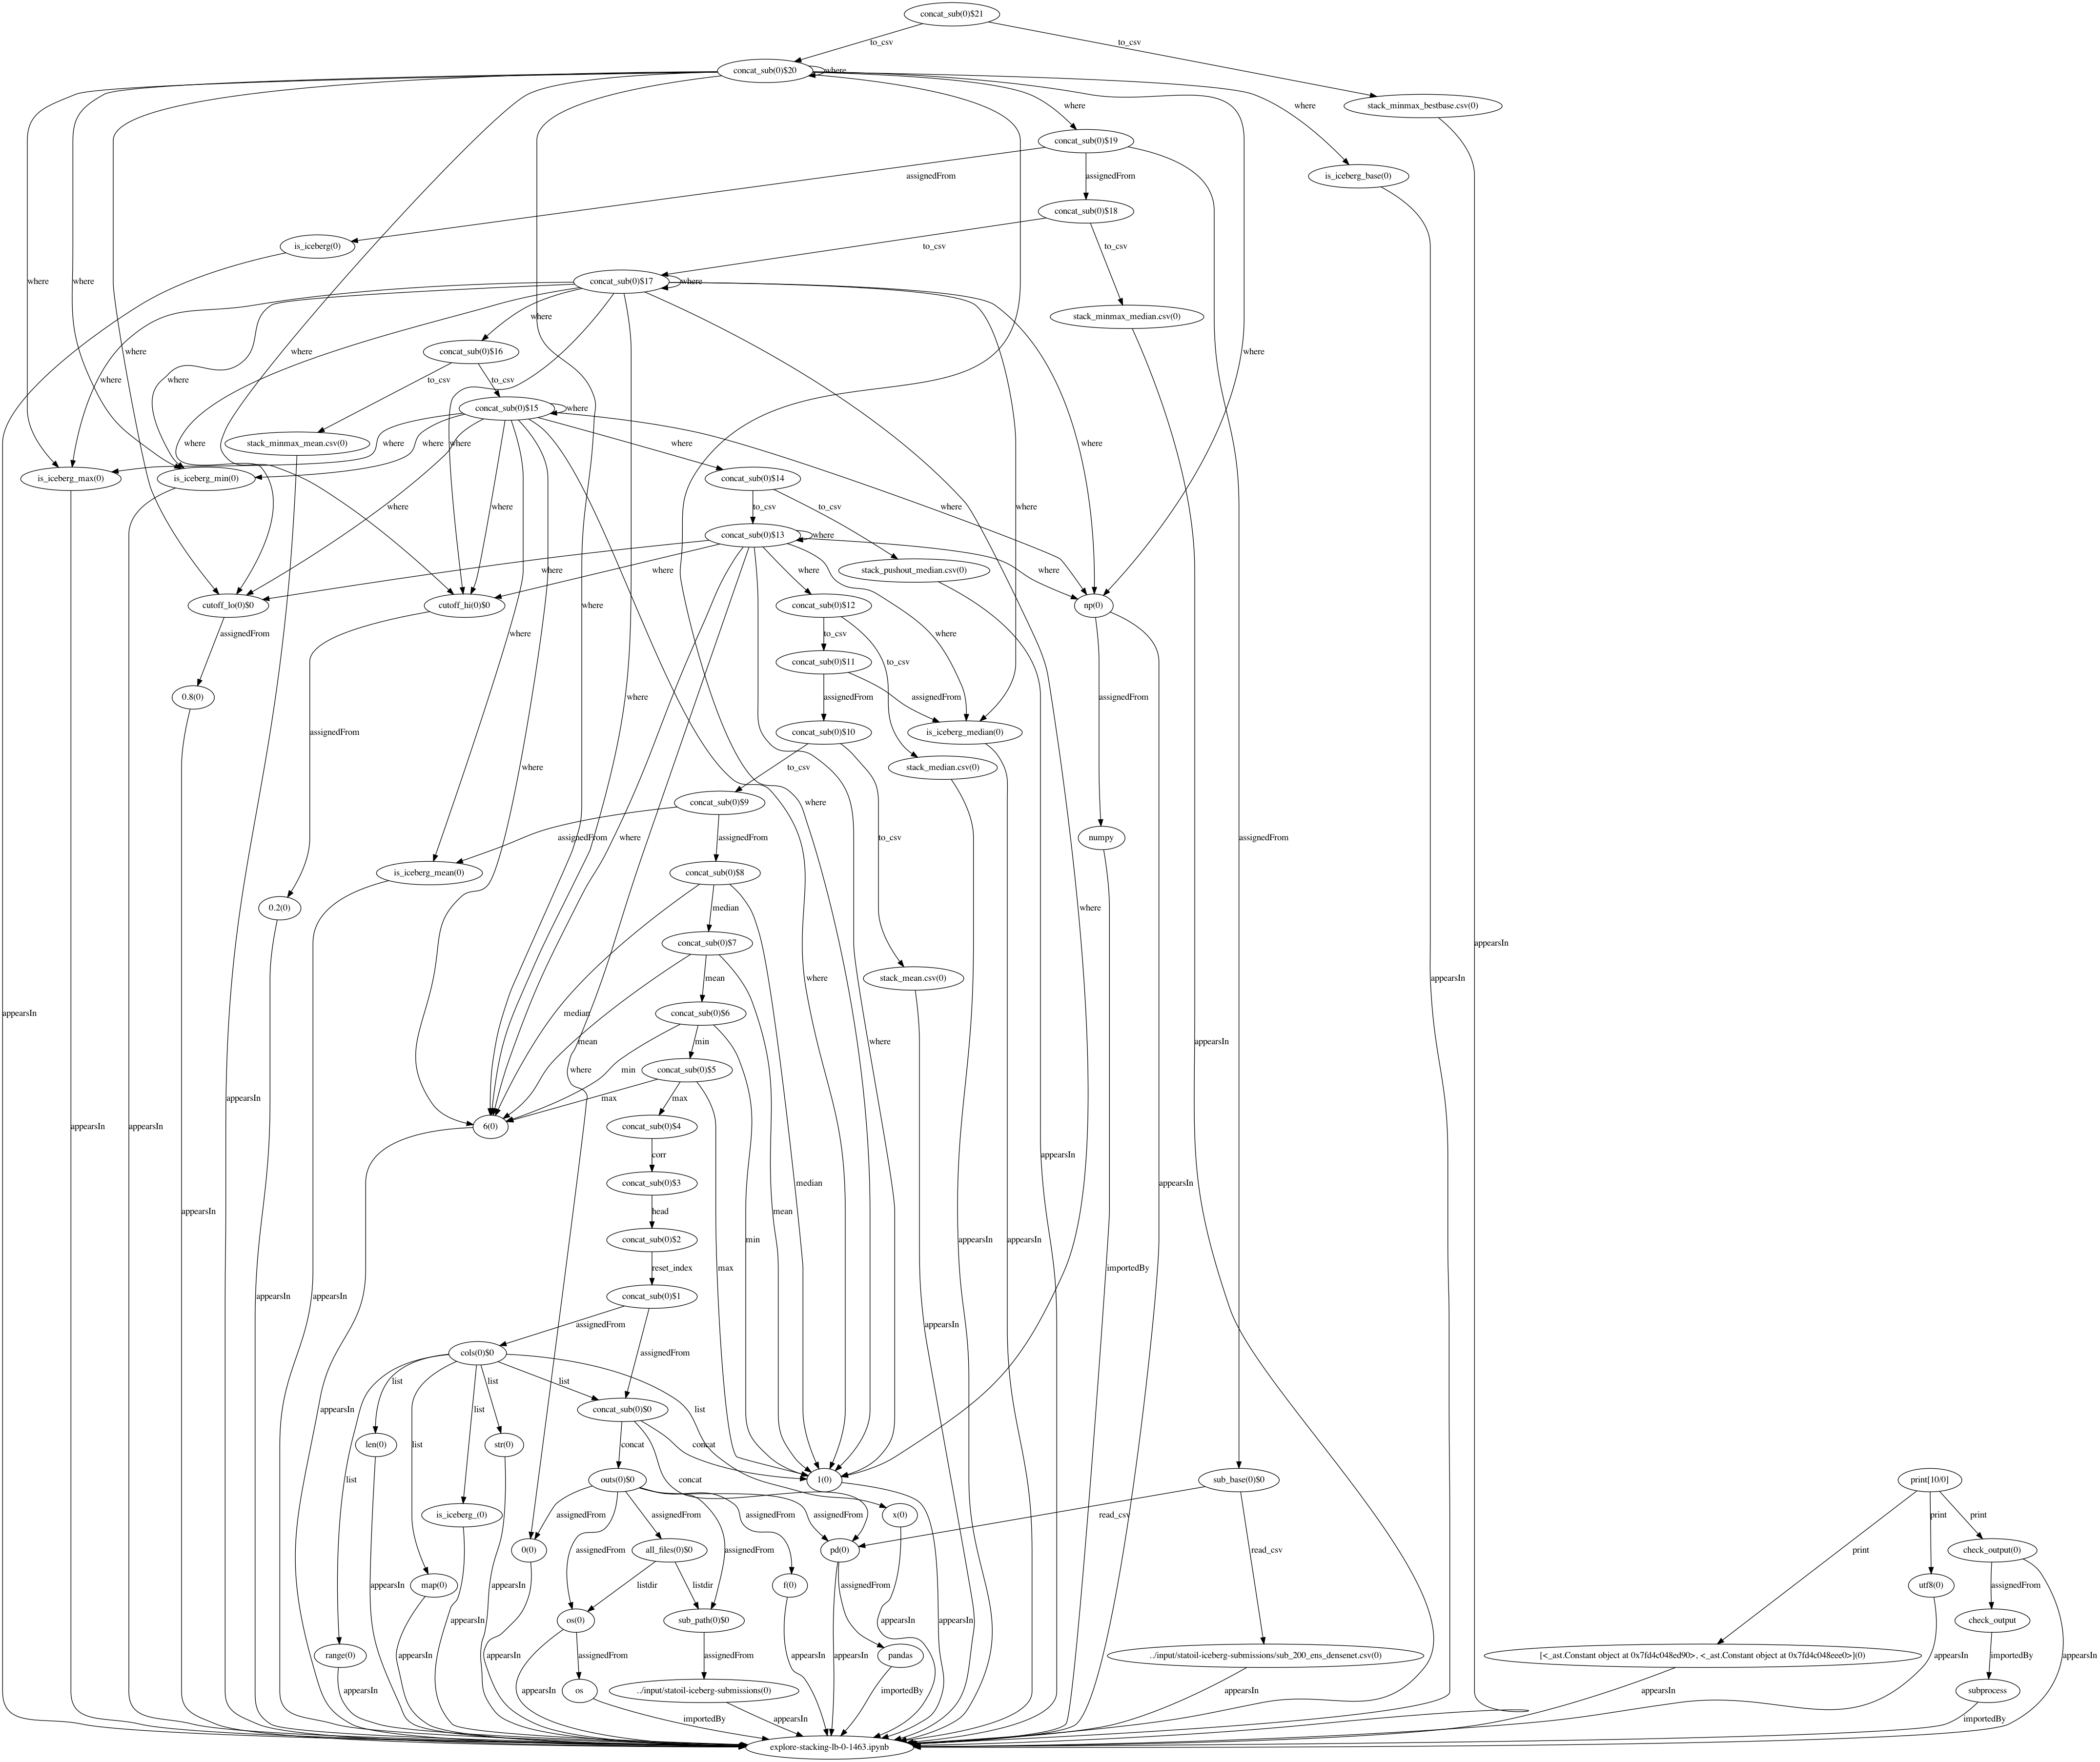 concat_sub(0)$21
to_csv
to_csv
concat_sub(0)$20
where
stack_minmax_bestbase.csv(0)
where
where
concat_sub(0)$19
is_iceberg_base(0)
assignedFrom
assignedFrom
concat_sub(0)$18
is_iceberg(0)
to_csv
to_csv
where
where
concat_sub(0)$17
where
stack_minmax_median.csv(0)
where
where
where
concat_sub(0)$16
where
where
where
to_csv
to_csv
concat_sub(0)$15
where
stack_minmax_mean.csv(0)
where
where
where
where
where
where
is_iceberg_max(0)
is_iceberg_min(0)
concat_sub(0)$14
where
where
to_csv
to_csv
where
where
concat_sub(0)$13
where
where
where
where
stack_pushout_median.csv(0)
where
cutoff_lo(0)$0
cutoff_hi(0)$0
concat_sub(0)$12
np(0)
where
assignedFrom
where
to_csv
where
concat_sub(0)$11
to_csv
0.8(0)
where
assignedFrom
assignedFrom
assignedFrom
assignedFrom
concat_sub(0)$10
is_iceberg_median(0)
where
to_csv
stack_median.csv(0)
concat_sub(0)$9
where
assignedFrom
where
assignedFrom
to_csv
numpy
assignedFrom
is_iceberg_mean(0)
concat_sub(0)$8
0.2(0)
median
where
concat_sub(0)$7
appearsIn
mean
where
stack_mean.csv(0)
appearsIn
appearsIn
median
concat_sub(0)$6
mean
min
where
appearsIn
where
min
concat_sub(0)$5
appearsIn
max
max
6(0)
concat_sub(0)$4
appearsIn
appearsIn
corr
appearsIn
concat_sub(0)$3
median
appearsIn
appearsIn
head
mean
concat_sub(0)$2
min
appearsIn
appearsIn
reset_index
max
importedBy
concat_sub(0)$1
appearsIn
appearsIn
assignedFrom
appearsIn
cols(0)$0
assignedFrom
list
list
list
list
appearsIn
concat_sub(0)$0
list
len(0)
list
str(0)
concat
concat
list
outs(0)$0
concat
1(0)
sub_base(0)$0
print[10/0]
is_iceberg_(0)
assignedFrom
assignedFrom
assignedFrom
assignedFrom
x(0)
read_csv
print
print
0(0)
assignedFrom
all_files(0)$0
assignedFrom
pd(0)
read_csv
print
check_output(0)
appearsIn
map(0)
appearsIn
listdir
listdir
f(0)
assignedFrom
utf8(0)
assignedFrom
appearsIn
os(0)
sub_path(0)$0
appearsIn
appearsIn
check_output
range(0)
appearsIn
appearsIn
assignedFrom
assignedFrom
appearsIn
appearsIn
pandas
../input/statoil-iceberg-submissions/sub_200_ens_densenet.csv(0)
[<_ast.Constant object at 0x7fd4c048ed90>, <_ast.Constant object at 0x7fd4c048eee0>](0)
appearsIn
importedBy
appearsIn
appearsIn
appearsIn
os
../input/statoil-iceberg-submissions(0)
importedBy
appearsIn
appearsIn
subprocess
importedBy
appearsIn
importedBy
explore-stacking-lb-0-1463.ipynb